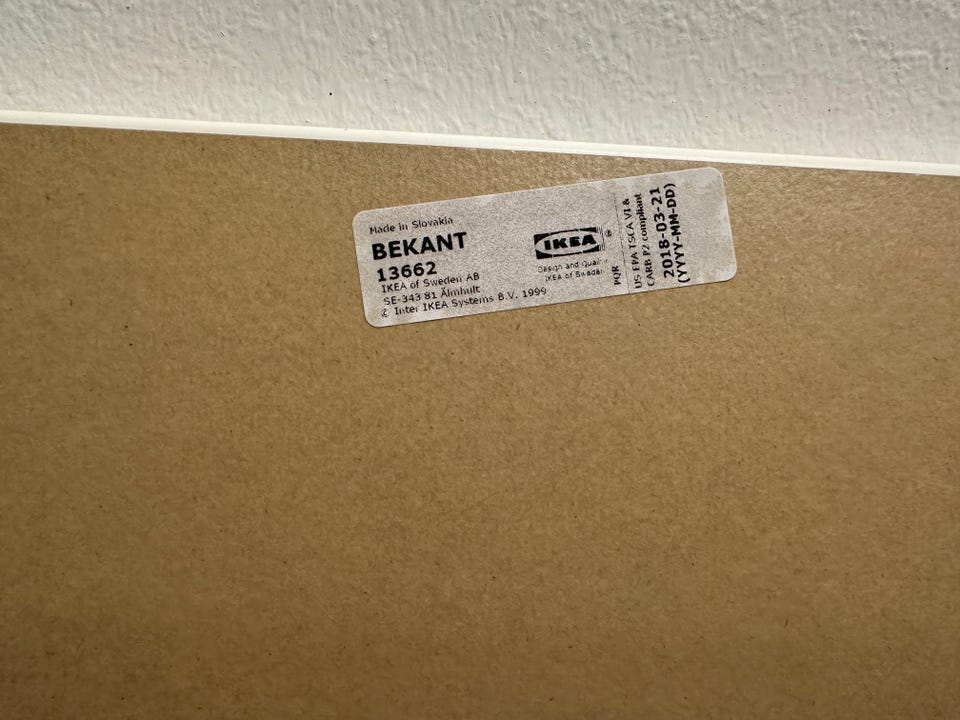 Made in Slovakia
BEKANT
13662
IKEA of Sweden AB
SE-343 81 Älmhult
© Inter IKEA Systems B.V. 1999
IKEA ®
Design and Quality
IKEA of Sweden
PQR
US EPA TSCA VI &
CARB P2 compliant
2018-03-21
(YYYY-MM-DD)